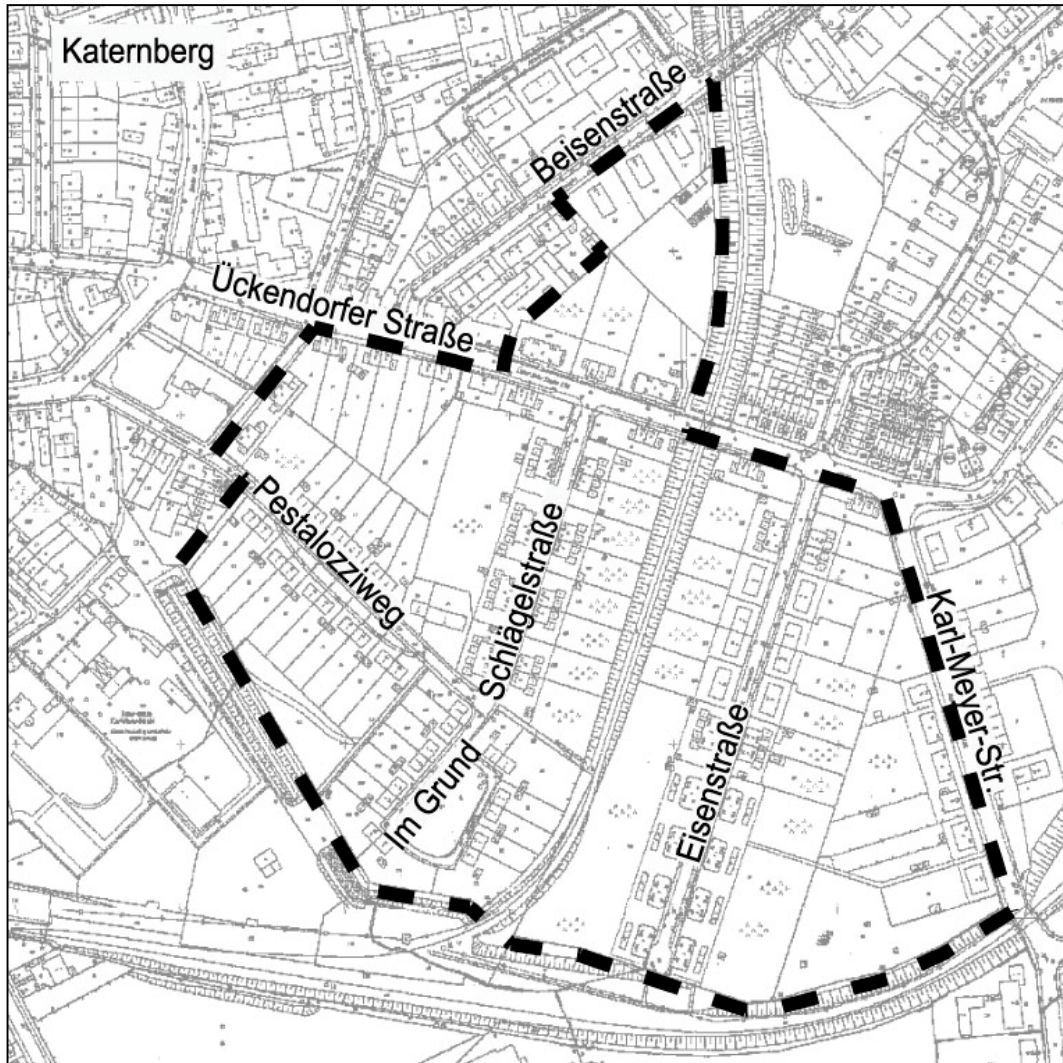 Katernberg
Beisenstraße
Ückendorfer Straße
Pestalozziweg
Schlägelstraße
Karl-Meyer-Str.
Eisenstraße
Im Grund